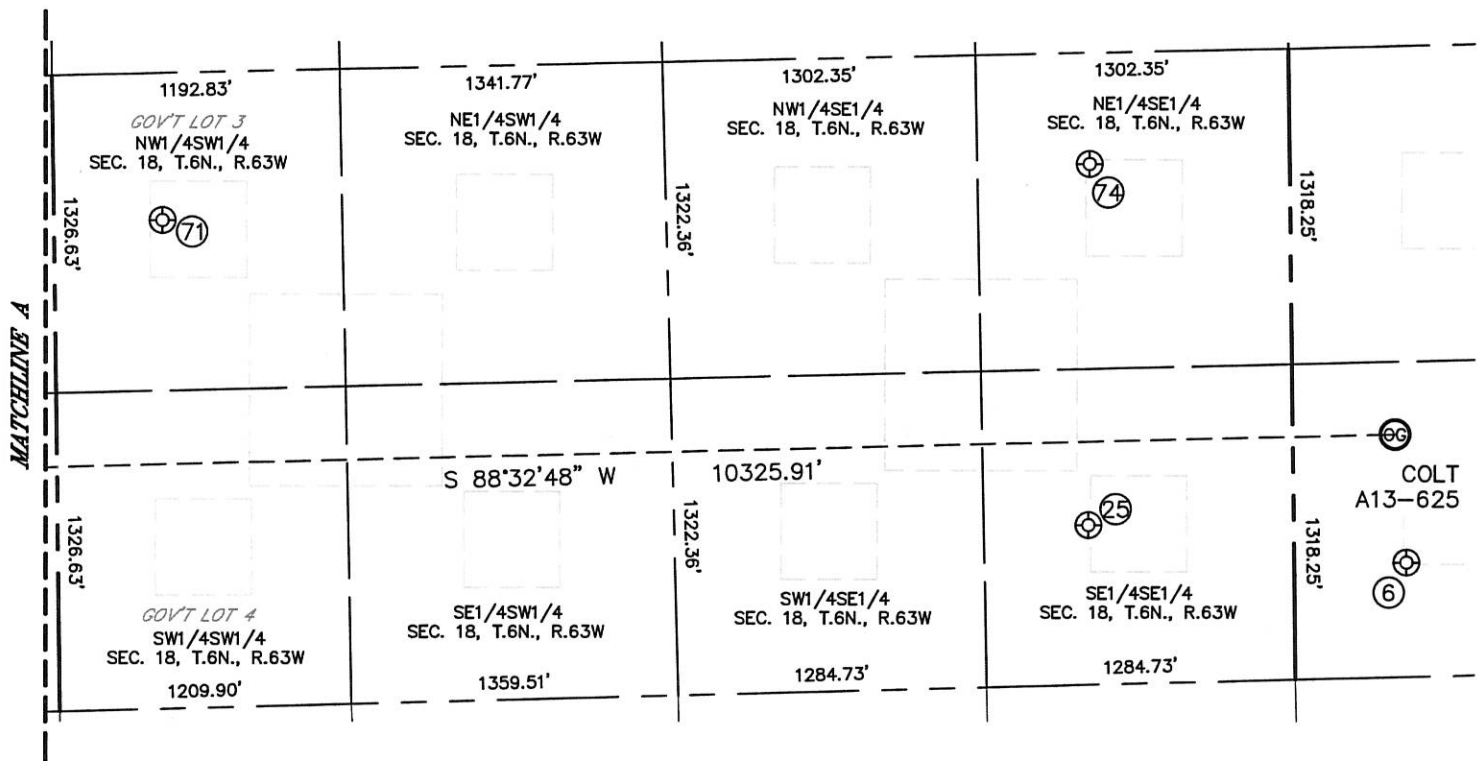 MATCHLINE A
1192.83'
1341.77'
1302.35'
1302.35'
GOV'T LOT 3
NW1/4SW1/4
SEC. 18, T.6N., R.63W
NE1/4SW1/4
SEC. 18, T.6N., R.63W
NW1/4SE1/4
SEC. 18, T.6N., R.63W
NE1/4SE1/4
SEC. 18, T.6N., R.63W
1326.63'
71
1322.36'
74
1318.25'
S 88°32'48" W 10325.91'
OG
COLT
A13-625
1326.63'
1322.36'
25
1318.25'
6
GOV'T LOT 4
SW1/4SW1/4
SEC. 18, T.6N., R.63W
SE1/4SW1/4
SEC. 18, T.6N., R.63W
SW1/4SE1/4
SEC. 18, T.6N., R.63W
SE1/4SE1/4
SEC. 18, T.6N., R.63W
1209.90'
1359.51'
1284.73'
1284.73'